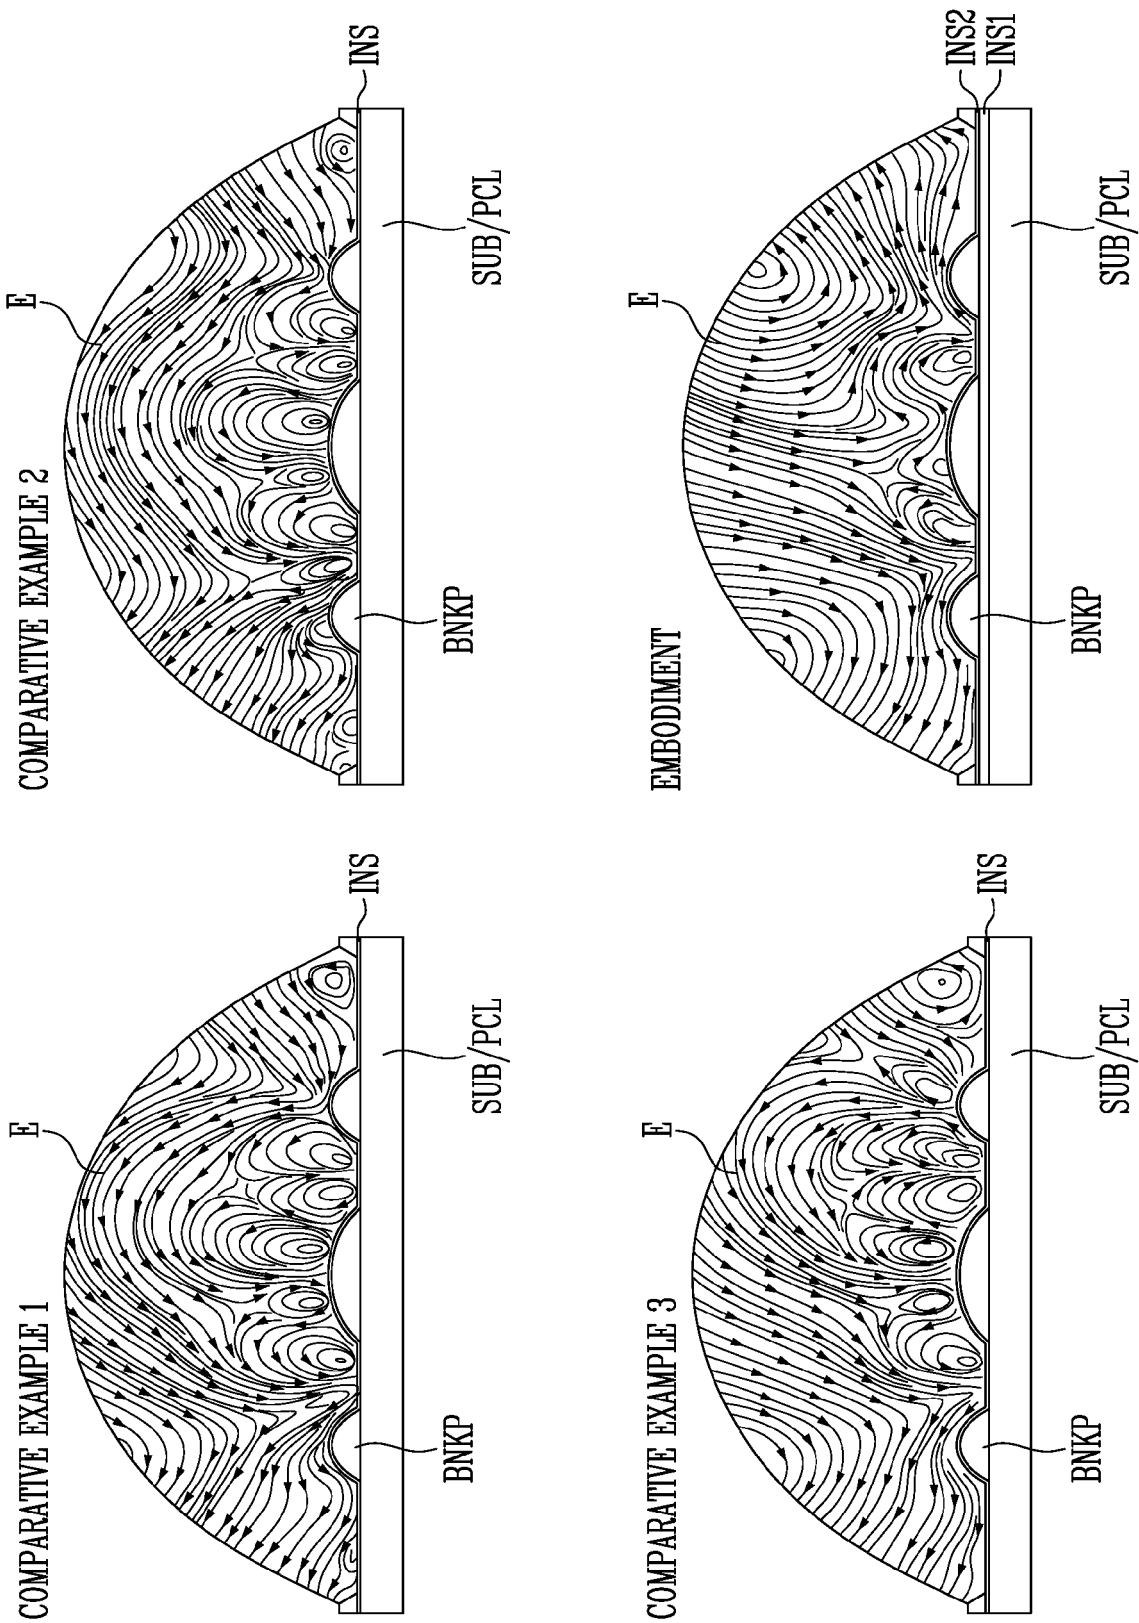 COMPARATIVE EXAMPLE 1
E
INS
BNKP
SUB/PCL
COMPARATIVE EXAMPLE 2
E
INS
BNKP
SUB/PCL
COMPARATIVE EXAMPLE 3
E
INS
BNKP
SUB/PCL
EMBODIMENT
E
INS2
INS1
BNKP
SUB/PCL